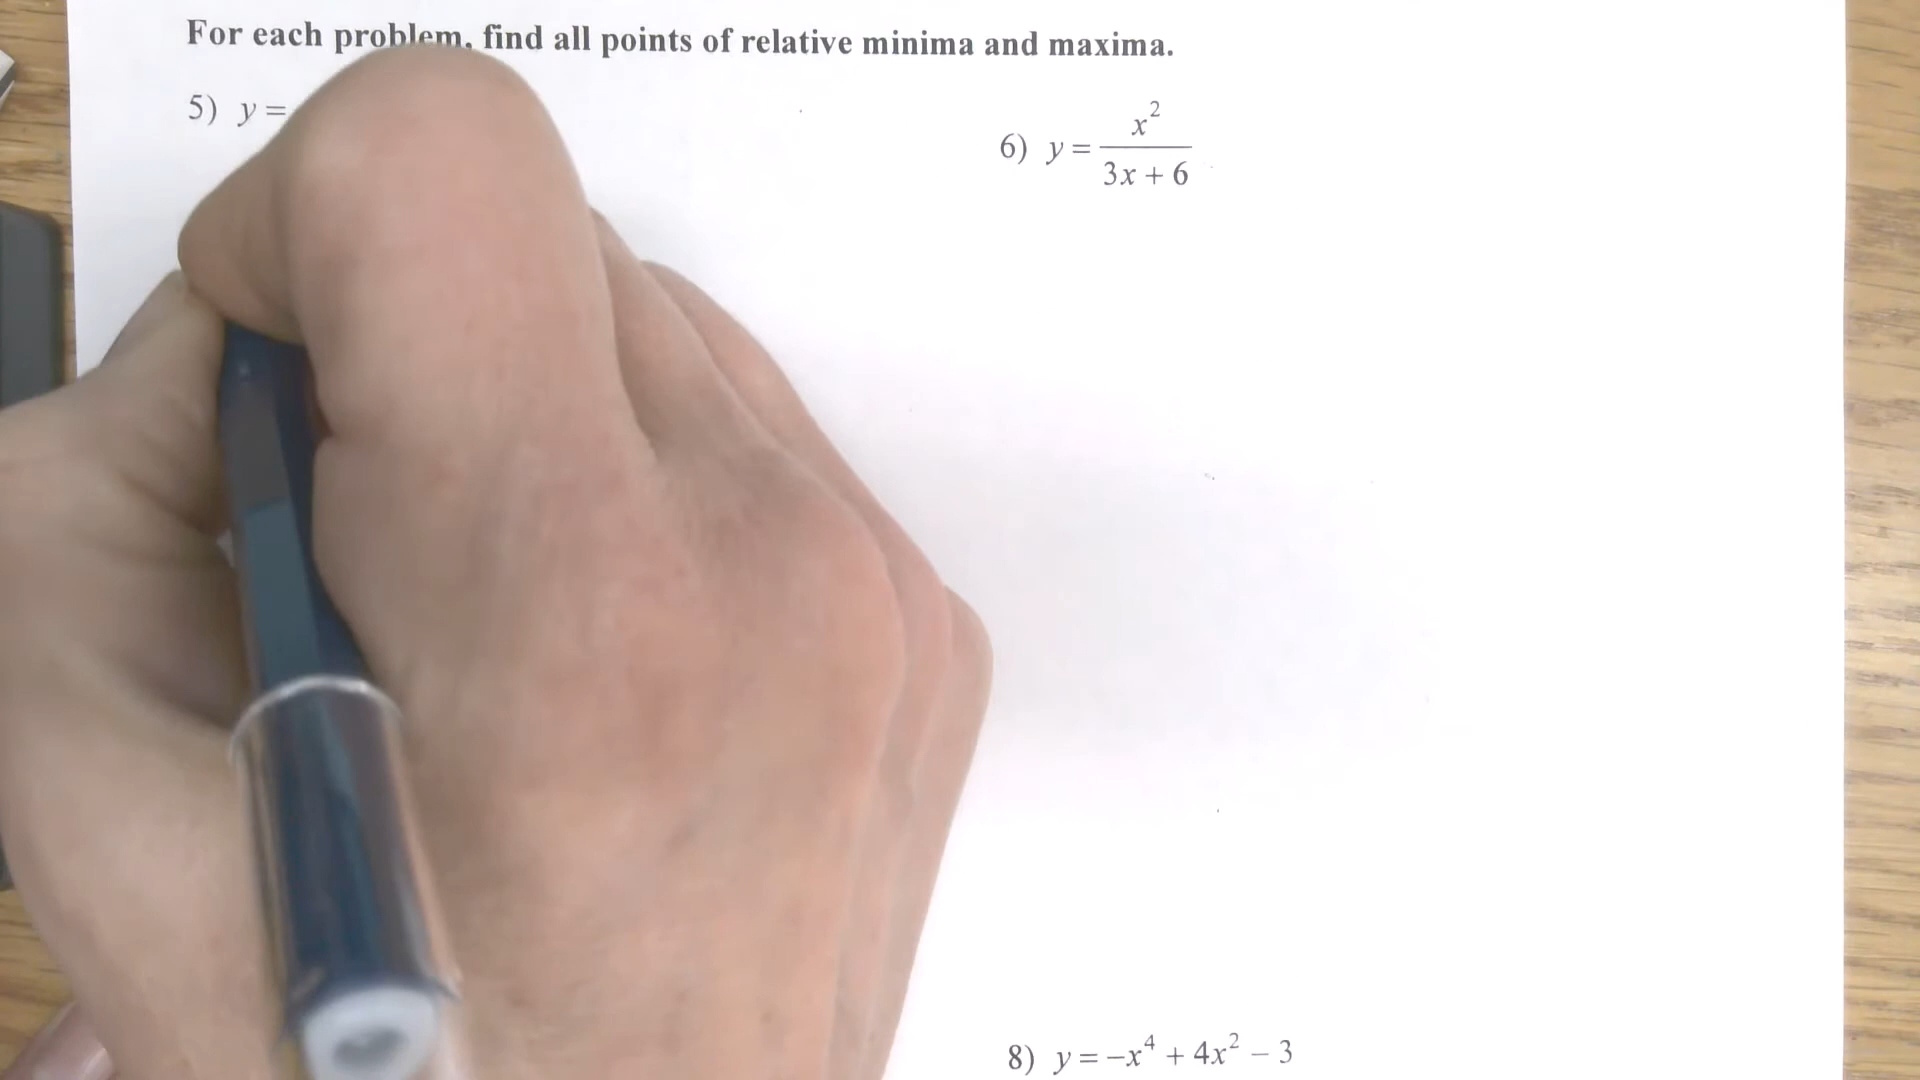 For each problem, find all points of relative minima and maxima.
5) y =
6) y = x^2 / (3x + 6)
8) y = −x^4 + 4x^2 − 3